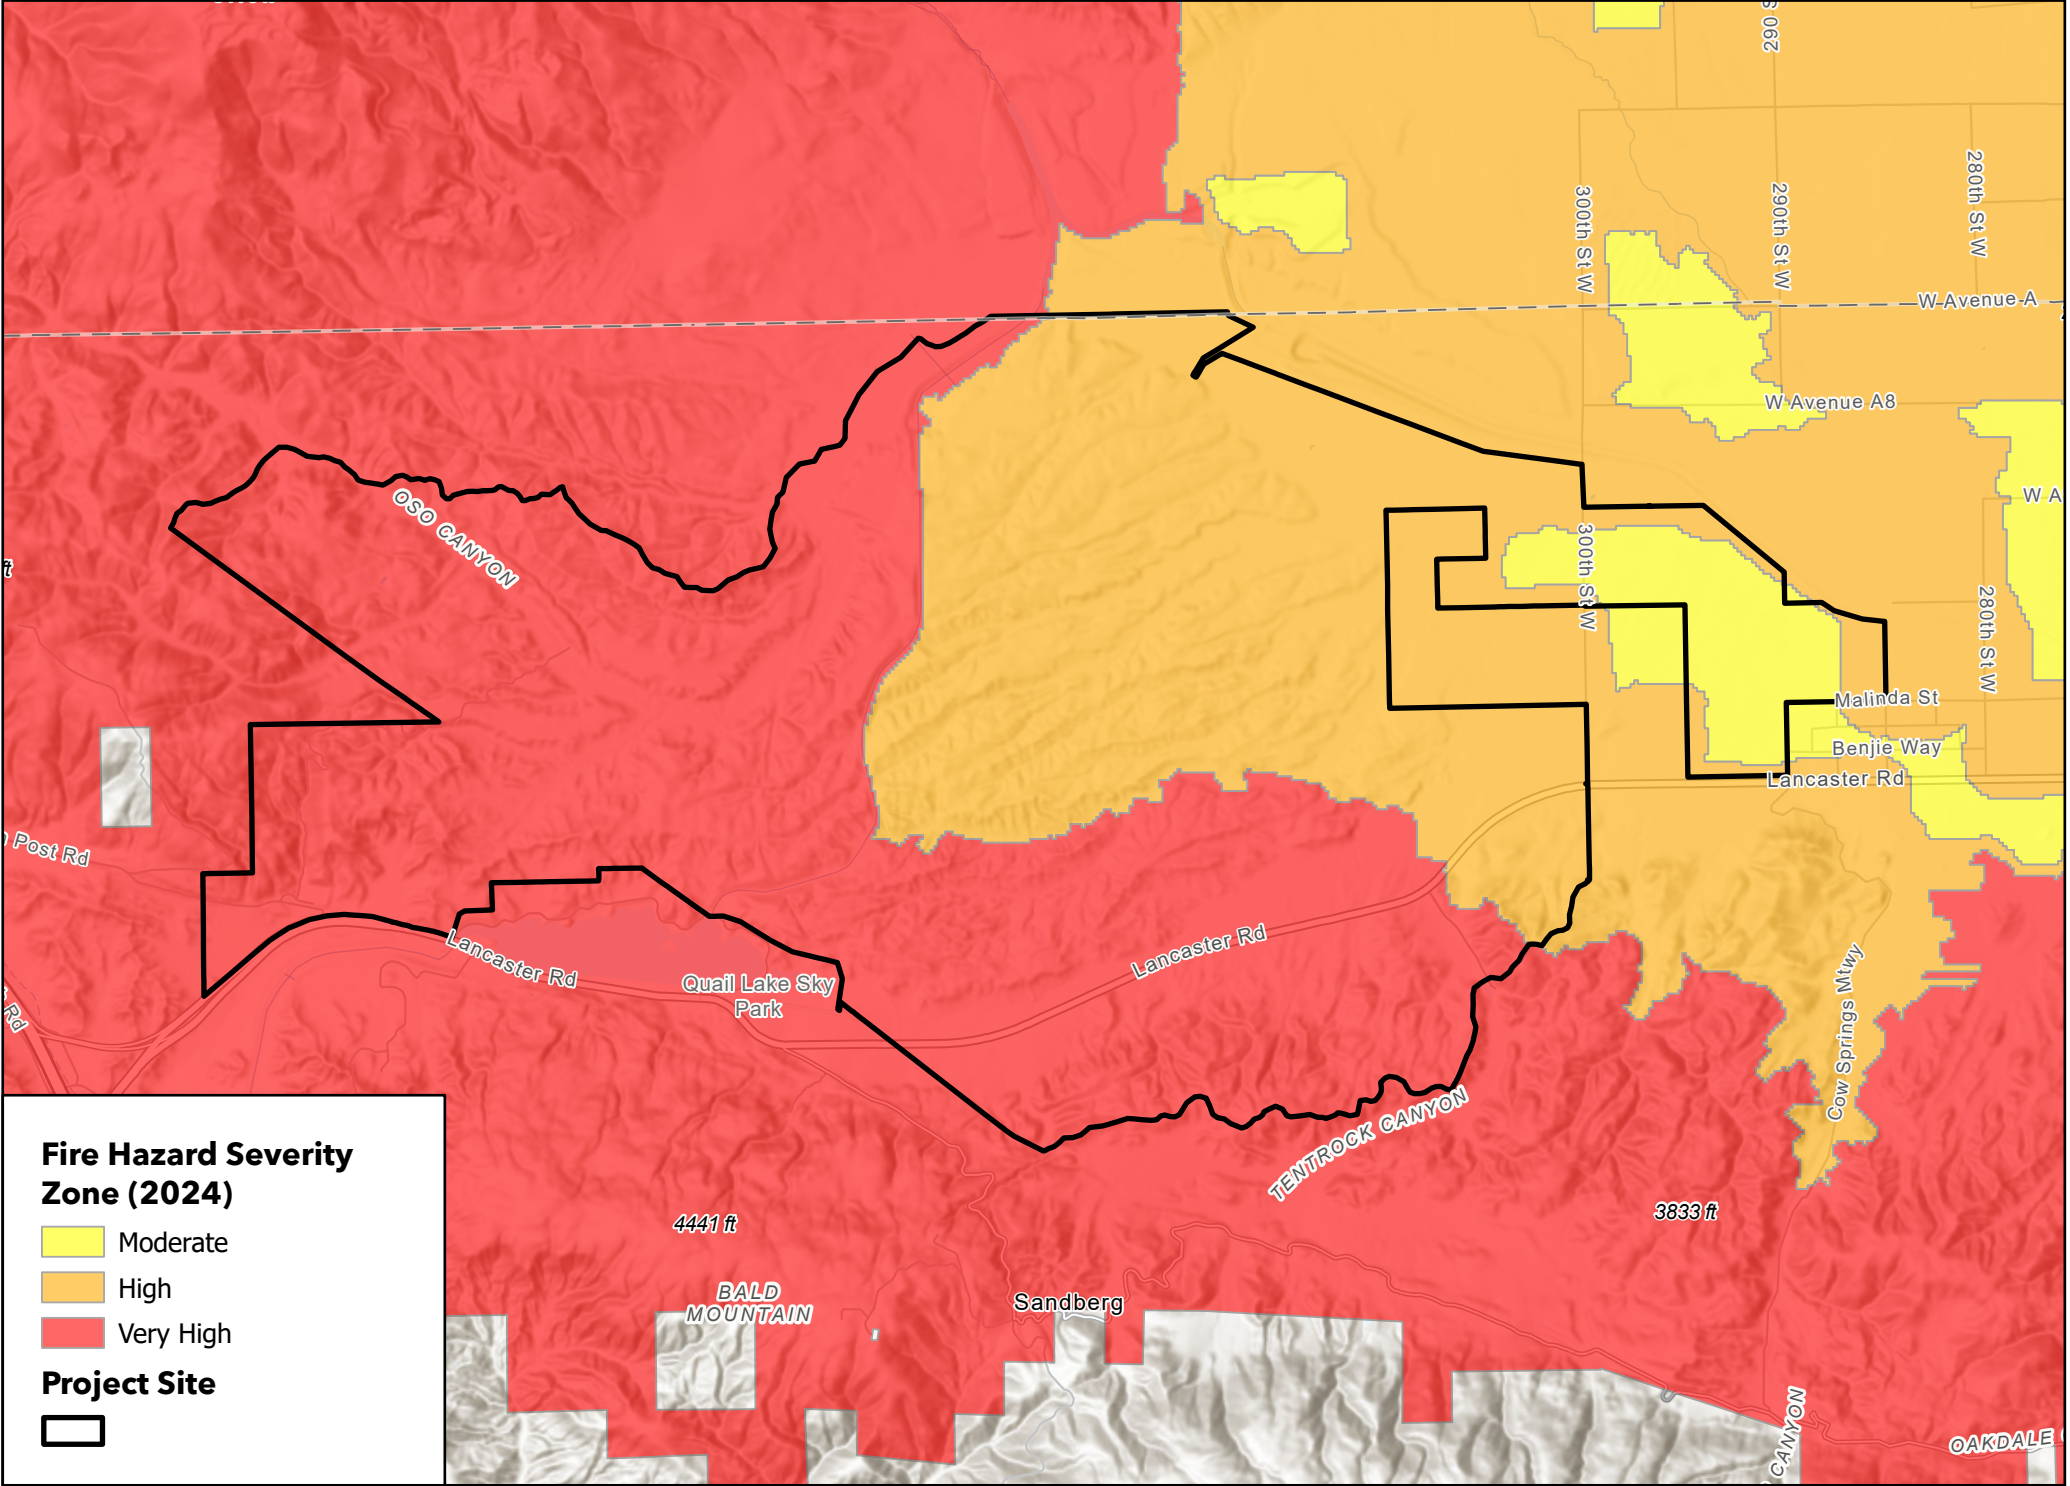 290 S
300th St W
290th St W
280th St W
W Avenue A
W Avenue A8
W A
OSO CANYON
ft
300th St W
280th St W
Malinda St
Benjie Way
Lancaster Rd
Post Rd
Rd
Lancaster Rd
Quail Lake Sky
Park
Lancaster Rd
Cow Springs Mtwy
TENTROCK CANYON
4441 ft
3833 ft
BALD
MOUNTAIN
Sandberg
CANYON
OAKDALE
Fire Hazard Severity
Zone (2024)
Moderate
High
Very High
Project Site